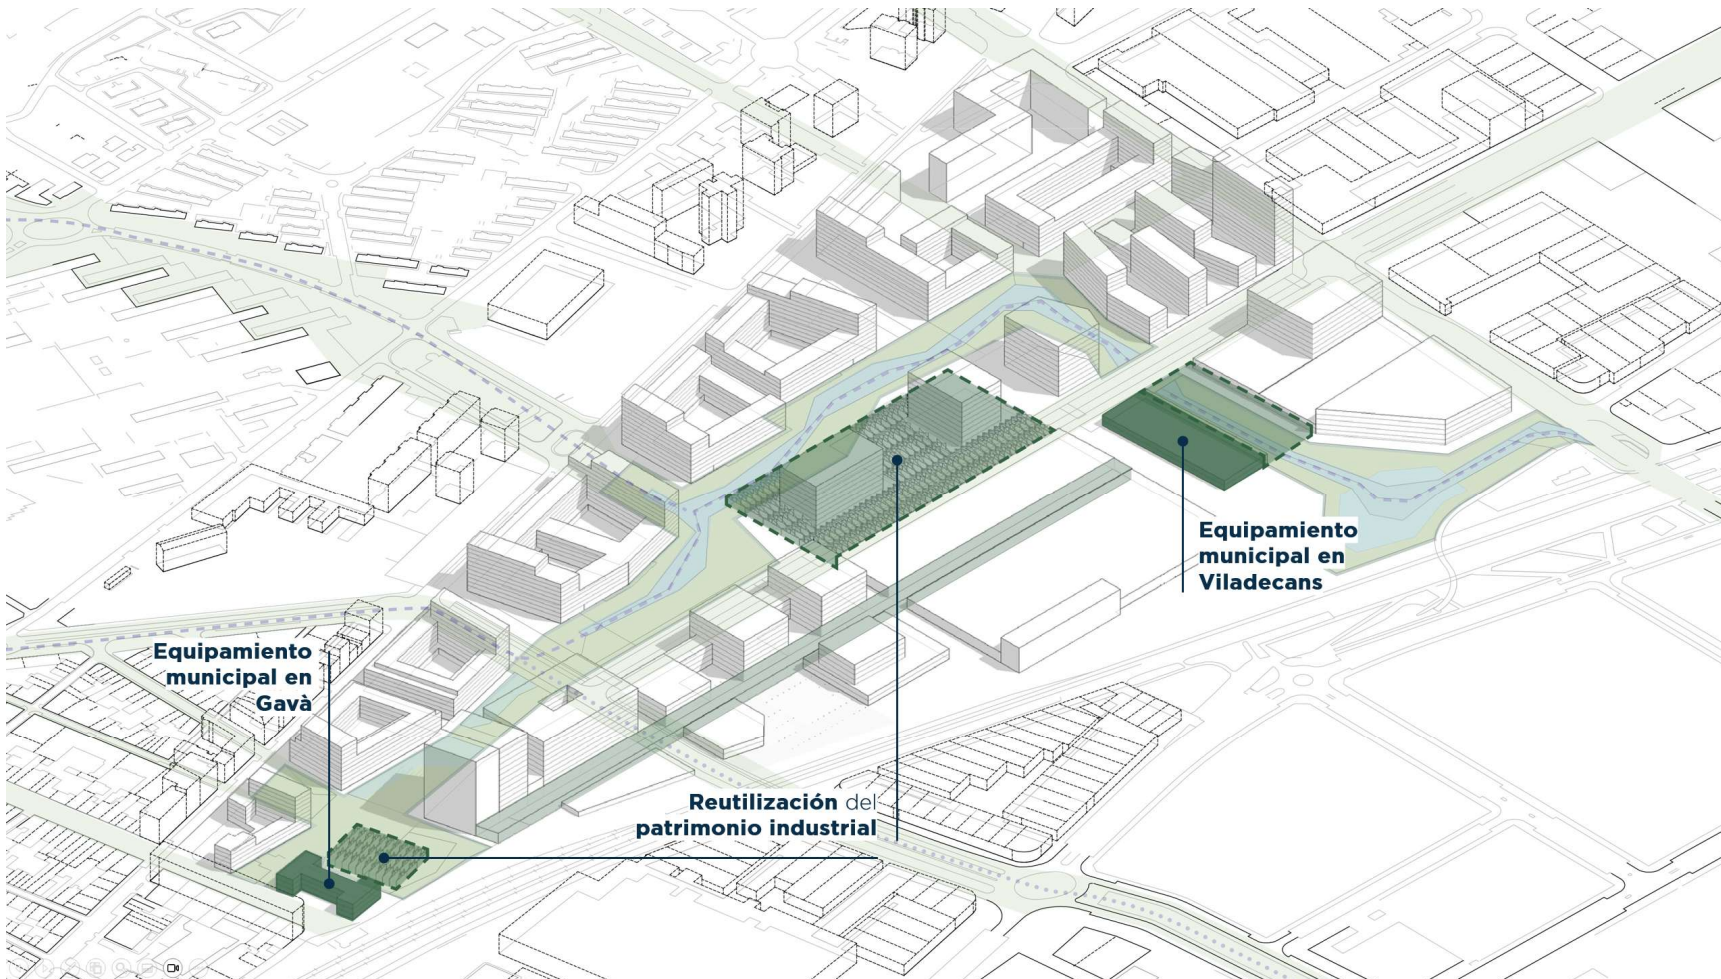 Equipamiento
municipal en
Viladecans
Equipamiento
municipal en
Gavà
Reutilización del
patrimonio industrial